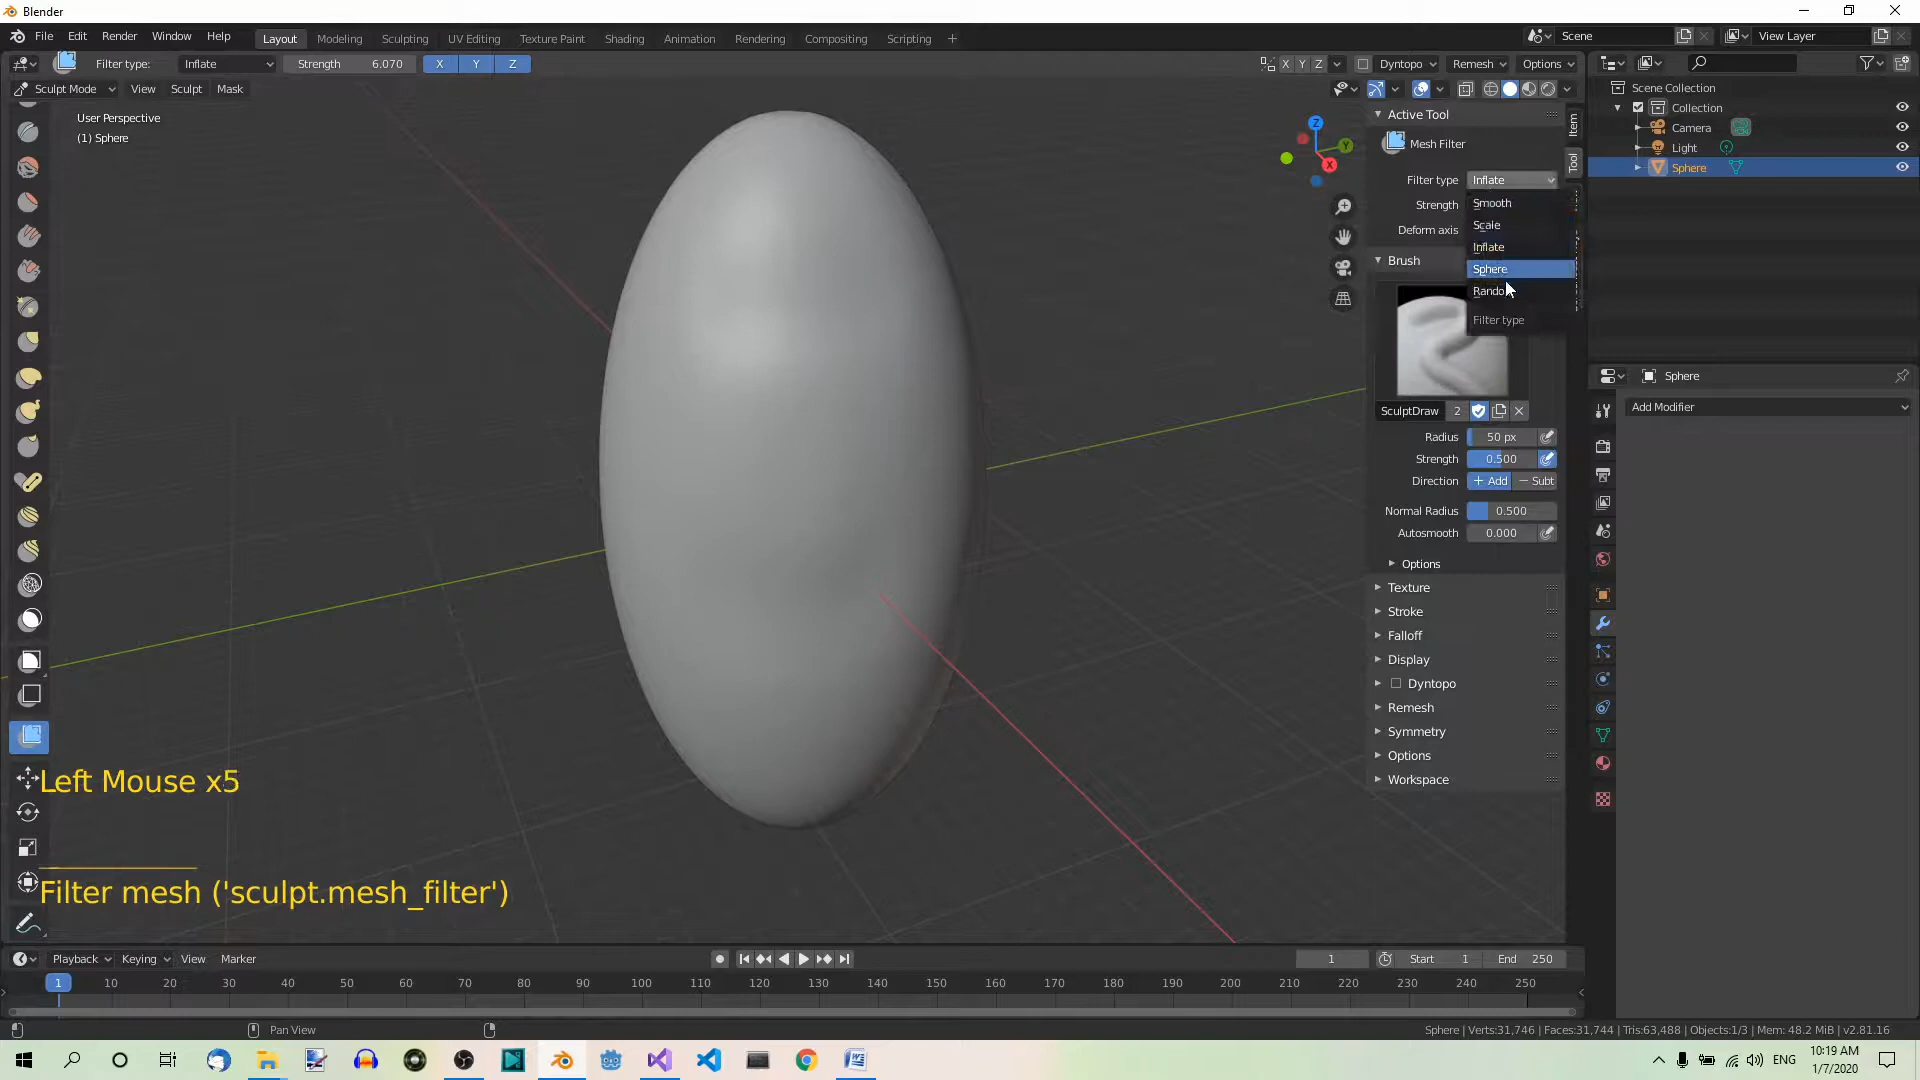 Blender
File Edit Render Window Help
Layout Modeling Sculpting UV Editing Texture Paint Shading Animation Rendering Compositing Scripting +
Scene
View Layer
Filter type: Inflate Strength 6.070 X Y Z
X Y Z Dyntopo Remesh Options
Sculpt Mode View Sculpt Mask
User Perspective
(1) Sphere
Active Tool
Mesh Filter
Filter type Inflate
Strength
Deform axis
Smooth
Scale
Inflate
Sphere
Rando
Filter type
Brush
SculptDraw 2
Radius 50 px
Strength 0.500
Direction + Add − Subt
Normal Radius 0.500
Autosmooth 0.000
Options
Texture
Stroke
Falloff
Display
Dyntopo
Remesh
Symmetry
Options
Workspace
Item
Tool
Z
Y
X
Scene Collection
Collection
Camera
Light
Sphere
Sphere
Add Modifier
Left Mouse x5
Filter mesh ('sculpt.mesh_filter')
Playback Keying View Marker
1 Start 1 End 250
1 10 20 30 40 50 60 70 80 90 100 110 120 130 140 150 160 170 180 190 200 210 220 230 240 250
Pan View
Sphere | Verts:31,746 | Faces:31,744 | Tris:63,488 | Objects:1/3 | Mem: 48.2 MiB | v2.81.16
ENG
10:19 AM
1/7/2020